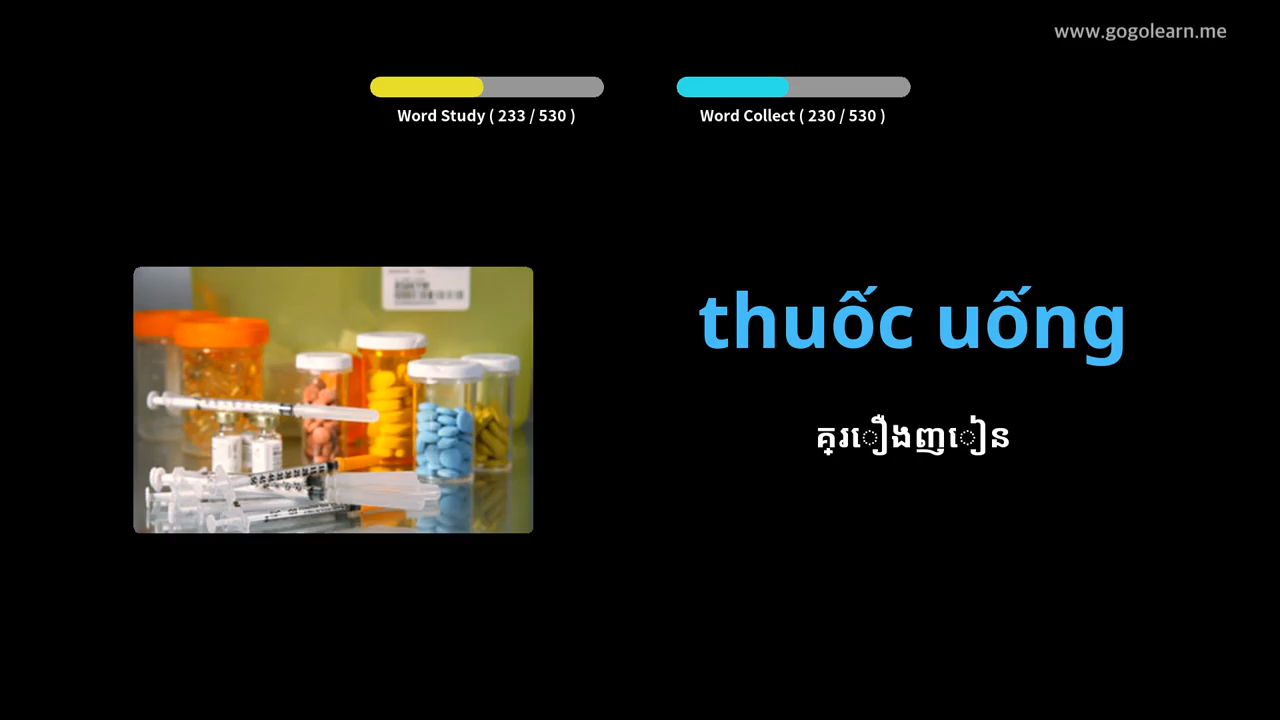 www.gogolearn.me
Word Study ( 233 / 530 )
Word Collect ( 230 / 530 )
thuốc uống
គ្រឿងញៀន